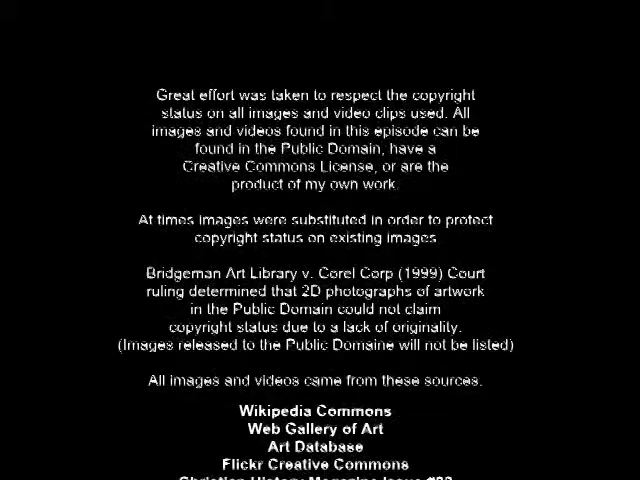 Great effort was taken to respect the copyright
status on all images and video clips used. All
images and videos found in this episode can be
found in the Public Domain, have a
Creative Commons License, or are the
product of my own work.
At times images were substituted in order to protect
copyright status on existing images
Bridgeman Art Library v. Corel Corp (1999) Court
ruling determined that 2D photographs of artwork
in the Public Domain could not claim
copyright status due to a lack of originality.
(Images released to the Public Domaine will not be listed)
All images and videos came from these sources.
Wikipedia Commons
Web Gallery of Art
Art Database
Flickr Creative Commons
Christian History Magazine Issue